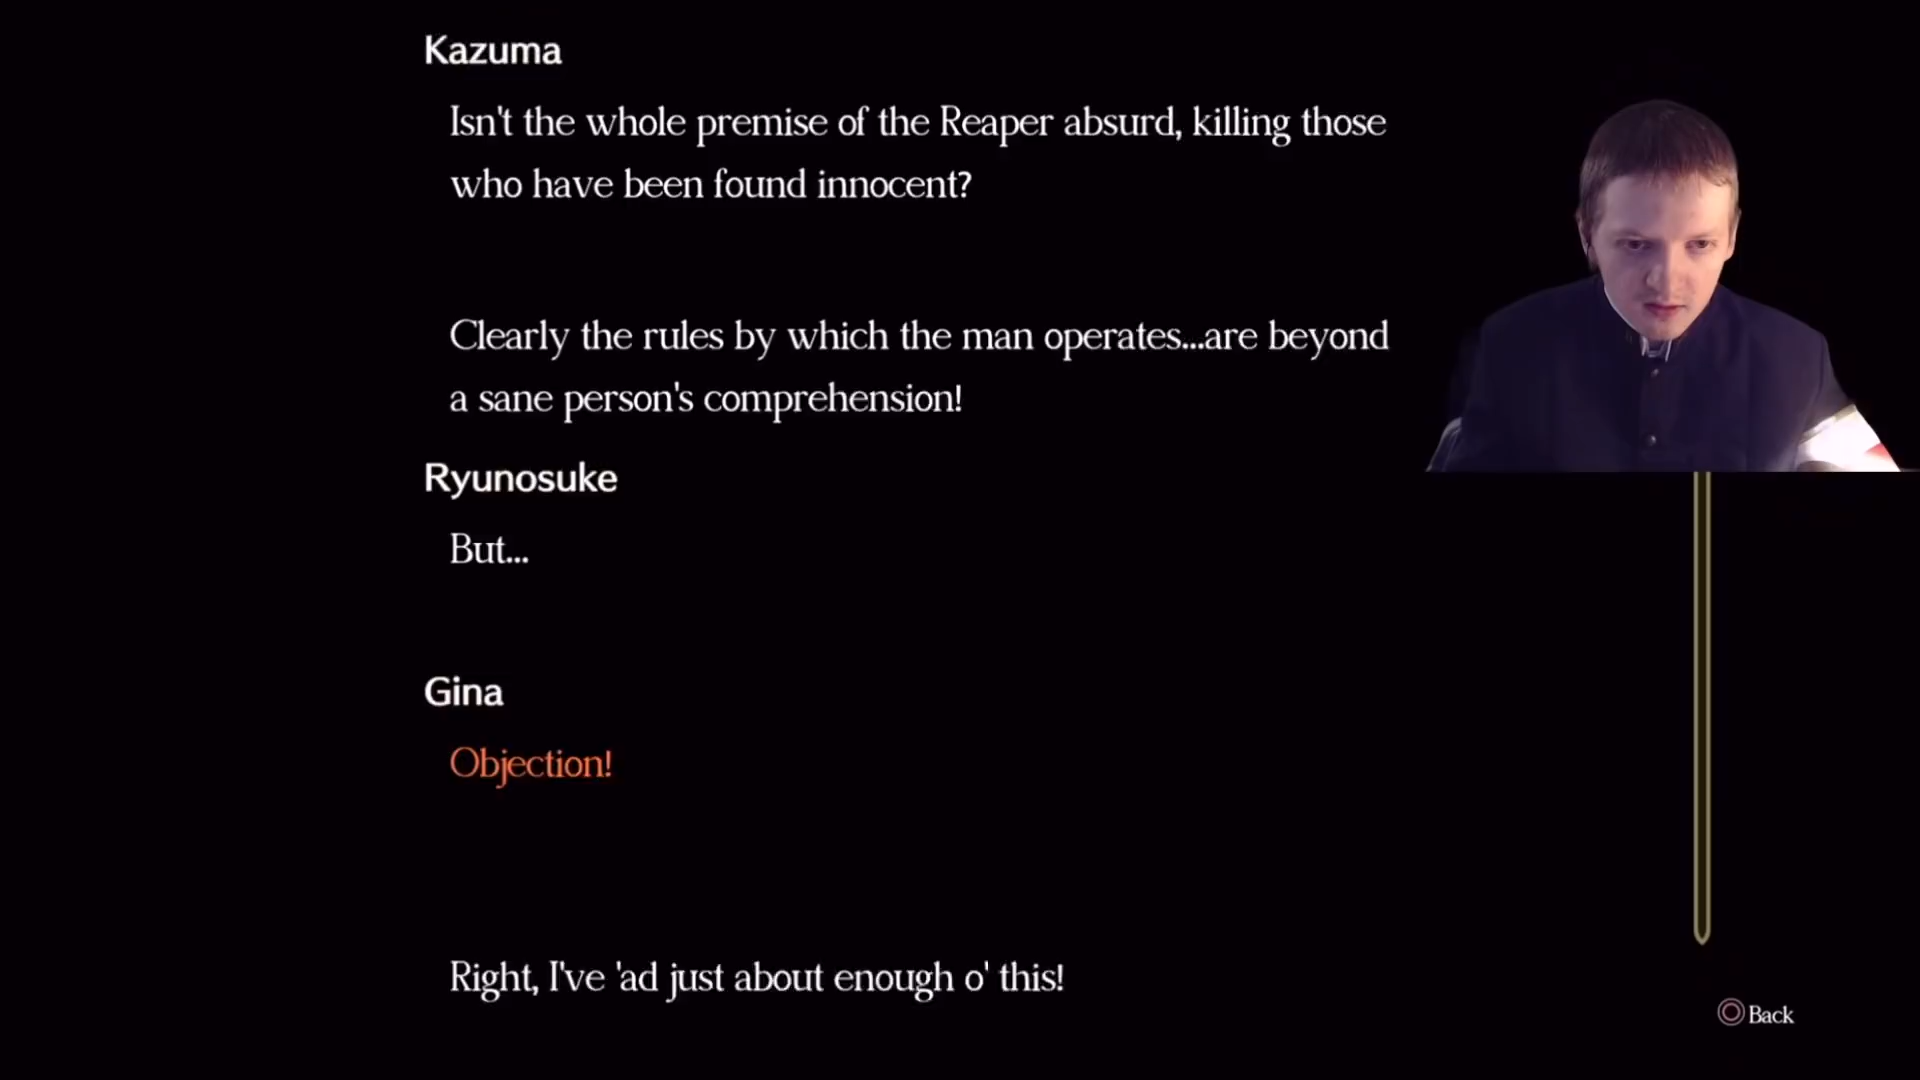 Kazuma
Isn't the whole premise of the Reaper absurd, killing those
who have been found innocent?
Clearly the rules by which the man operates...are beyond
a sane person's comprehension!
Ryunosuke
But...
Gina
Objection!
Right, I've 'ad just about enough o' this!
Back